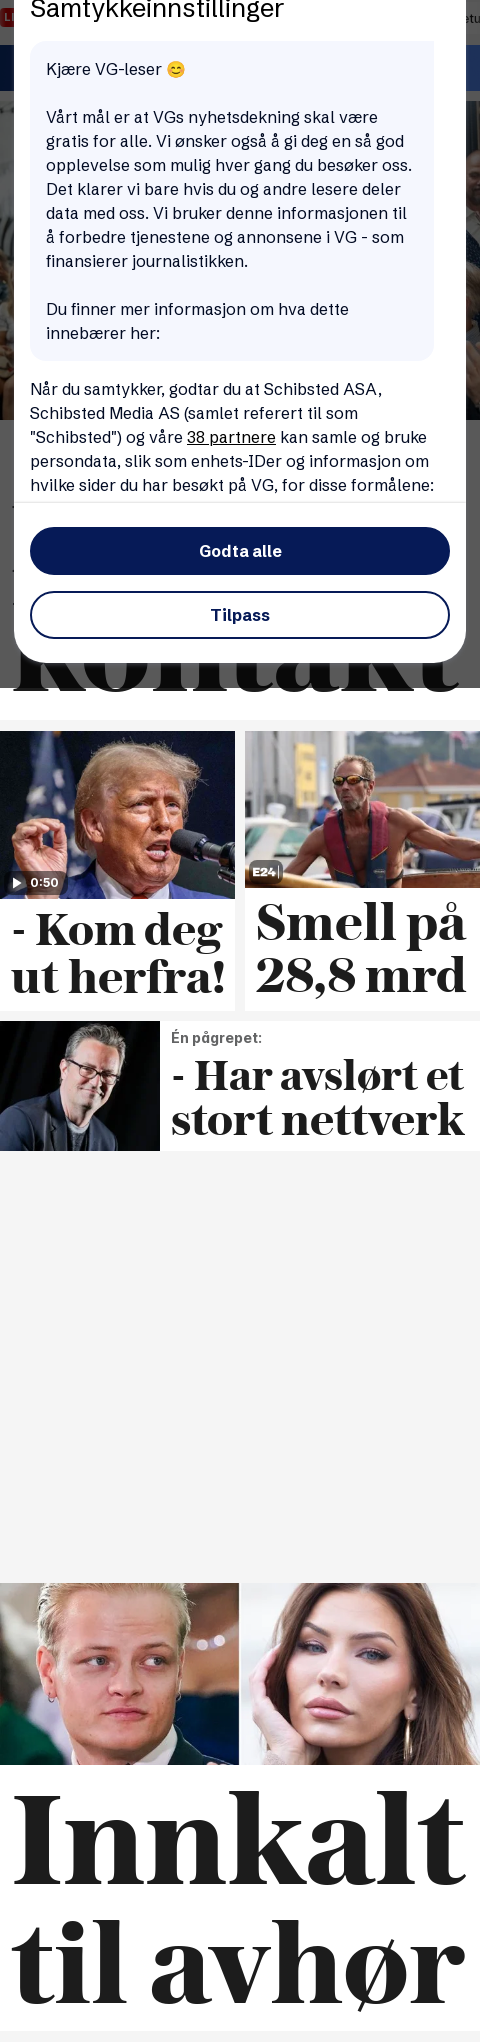 Samtykkeinnstillinger
Kjære VG-leser 😊
Vårt mål er at VGs nyhetsdekning skal være
gratis for alle. Vi ønsker også å gi deg en så god
opplevelse som mulig hver gang du besøker oss.
Det klarer vi bare hvis du og andre lesere deler
data med oss. Vi bruker denne informasjonen til
å forbedre tjenestene og annonsene i VG - som
finansierer journalistikken.
Du finner mer informasjon om hva dette
innebærer her:
Når du samtykker, godtar du at Schibsted ASA,
Schibsted Media AS (samlet referert til som
"Schibsted") og våre 38 partnere kan samle og bruke
persondata, slik som enhets-IDer og informasjon om
hvilke sider du har besøkt på VG, for disse formålene:
Godta alle
Tilpass
kontakt
0:50
- Kom deg
ut herfra!
E24
Smell på
28,8 mrd
Én pågrepet:
- Har avslørt et
stort nettverk
Innkalt
til avhør